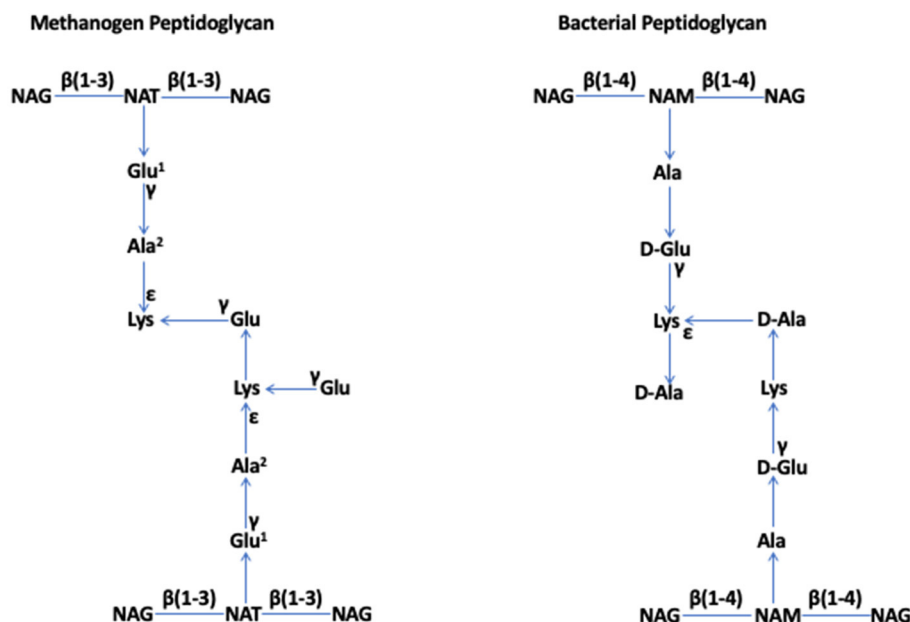 Methanogen Peptidoglycan
Bacterial Peptidoglycan
β(1-3) β(1-3)
NAG NAT NAG
β(1-4) β(1-4)
NAG NAM NAG
Glu¹
γ
Ala²
ε
Lys γ Glu
Lys γ Glu
ε
Ala²
γ
Glu¹
β(1-3) β(1-3)
NAG NAT NAG
Ala
D-Glu
γ
Lys D-Ala
ε
D-Ala Lys
γ
D-Glu
Ala
β(1-4) β(1-4)
NAG NAM NAG